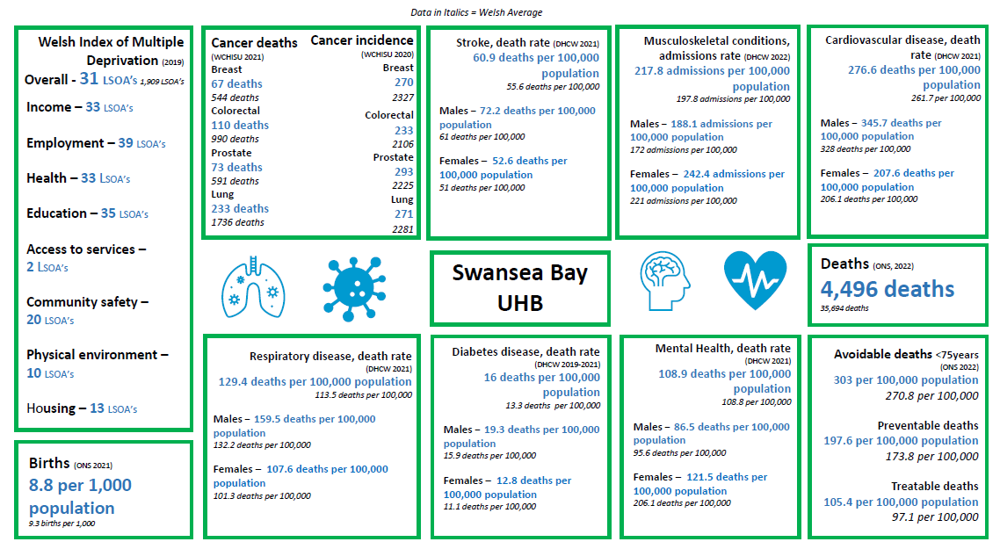 Data in Italics = Welsh Average
Welsh Index of Multiple
Deprivation (2019)
Overall - 31 LSOA's 1,909 LSOA's
Income – 33 LSOA's
Employment – 39 LSOA's
Health – 33 LSOA's
Education – 35 LSOA's
Access to services –
2 LSOA's
Community safety –
20 LSOA's
Physical environment –
10 LSOA's
Housing – 13 LSOA's
Births (ONS 2021)
8.8 per 1,000
population
9.3 births per 1,000
Cancer deaths
(WCHISU 2021)
Breast
67 deaths
544 deaths
Colorectal
110 deaths
990 deaths
Prostate
73 deaths
591 deaths
Lung
233 deaths
1736 deaths
Cancer incidence
(WCHISU 2020)
Breast
270
2327
Colorectal
233
2106
Prostate
293
2225
Lung
271
2281
Stroke, death rate (DHCW 2021)
60.9 deaths per 100,000
population
55.6 deaths per 100,000
Males – 72.2 deaths per 100,000
population
61 deaths per 100,000
Females – 52.6 deaths per
100,000 population
51 deaths per 100,000
Musculoskeletal conditions,
admissions rate (DHCW 2022)
217.8 admissions per 100,000
population
197.8 admissions per 100,000
Males – 188.1 admissions per
100,000 population
172 admissions per 100,000
Females – 242.4 admissions per
100,000 population
221 admissions per 100,000
Cardiovascular disease, death
rate (DHCW 2021)
276.6 deaths per 100,000
population
261.7 per 100,000
Males – 345.7 deaths per
100,000 population
328 deaths per 100,000
Females – 207.6 deaths per
100,000 population
206.1 deaths per 100,000
Swansea Bay
UHB
Deaths (ONS, 2022)
4,496 deaths
35,694 deaths
Respiratory disease, death rate
(DHCW 2021)
129.4 deaths per 100,000 population
113.5 deaths per 100,000
Males – 159.5 deaths per 100,000
population
132.2 deaths per 100,000
Females – 107.6 deaths per 100,000
population
101.3 deaths per 100,000
Diabetes disease, death rate
(DHCW 2019-2021)
16 deaths per 100,000
population
13.3 deaths per 100,000
Males – 19.3 deaths per 100,000
population
15.9 deaths per 100,000
Females – 12.8 deaths per
100,000 population
11.1 deaths per 100,000
Mental Health, death rate
(DHCW 2021)
108.9 deaths per 100,000
population
108.8 per 100,000
Males – 86.5 deaths per 100,000
population
95.6 deaths per 100,000
Females – 121.5 deaths per
100,000 population
206.1 deaths per 100,000
Avoidable deaths <75years
(ONS 2022)
303 per 100,000 population
270.8 per 100,000
Preventable deaths
197.6 per 100,000 population
173.8 per 100,000
Treatable deaths
105.4 per 100,000 population
97.1 per 100,000